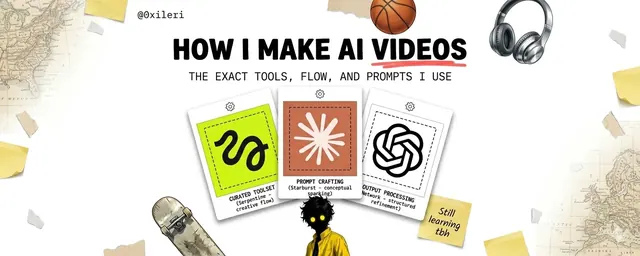 @0xileri
HOW I MAKE AI VIDEOS
THE EXACT TOOLS, FLOW, AND PROMPTS I USE
CURATED TOOLSET
(Serpentine -
creative flow)
PROMPT CRAFTING
(Starburst - conceptual
sparking)
OUTPUT PROCESSING
(Network - structured
refinement)
Still
learning
tbh